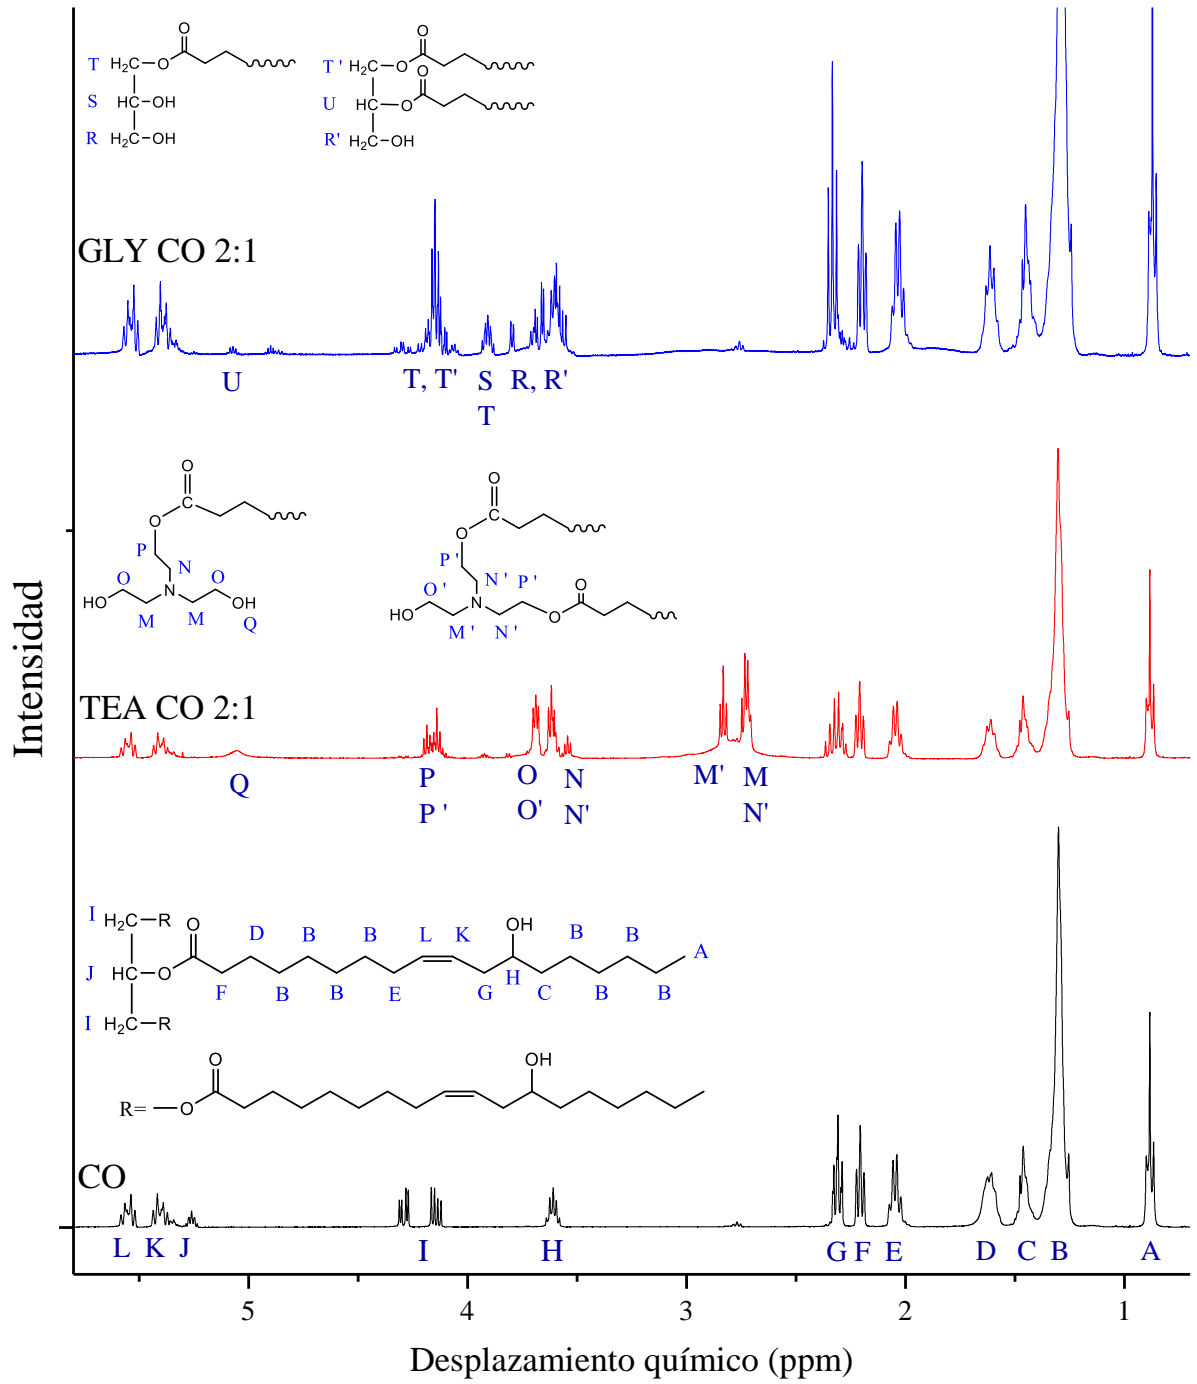 O
O
T
H2C
O
T '
H2C
O
O
S
HC
OH
U
HC
O
R
H2C
OH
R'
H2C
OH
GLY CO 2:1
U
T, T'
S
R, R'
T
O
O
O
O
P
P '
N
N '
P '
O
O
O
O '
HO
N
OH
HO
N
O
M
M
Q
M '
N '
TEA CO 2:1
Q
P
O
N
M'
M
P '
O'
N'
N'
I
H2C
R
O
OH
D
B
B
L
K
B
B
A
J
HC
O
H
F
B
B
E
G
C
B
B
I
H2C
R
O
OH
R=
O
CO
L
K
J
I
H
G
F
E
D
C
B
A
5
4
3
2
1
Desplazamiento químico (ppm)
Intensidad